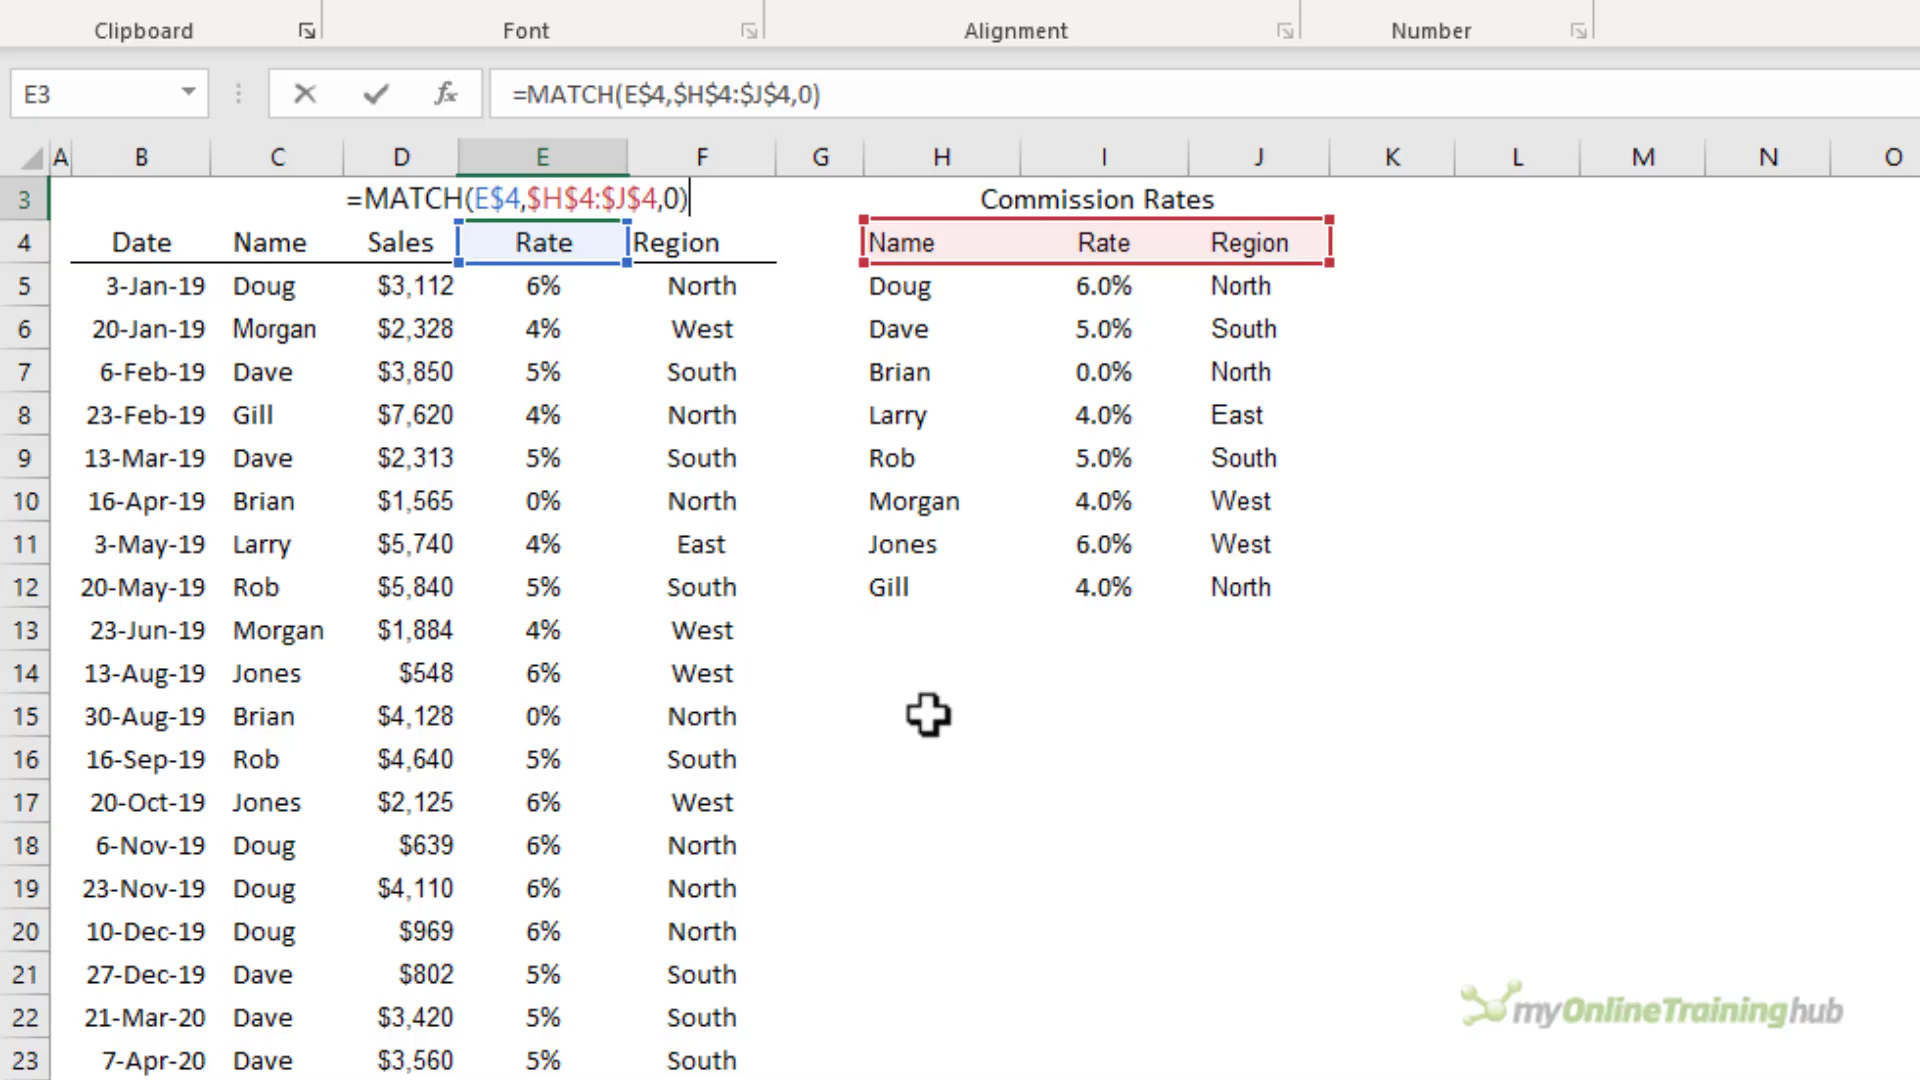 Clipboard Font Alignment Number
E3 fx =MATCH(E$4,$H$4:$J$4,0)
A B C D E F G H I J K L M N O
3 =MATCH(E$4,$H$4:$J$4,0) Commission Rates
4 Date Name Sales Rate Region Name Rate Region
5 3-Jan-19 Doug $3,112 6% North Doug 6.0% North
6 20-Jan-19 Morgan $2,328 4% West Dave 5.0% South
7 6-Feb-19 Dave $3,850 5% South Brian 0.0% North
8 23-Feb-19 Gill $7,620 4% North Larry 4.0% East
9 13-Mar-19 Dave $2,313 5% South Rob 5.0% South
10 16-Apr-19 Brian $1,565 0% North Morgan 4.0% West
11 3-May-19 Larry $5,740 4% East Jones 6.0% West
12 20-May-19 Rob $5,840 5% South Gill 4.0% North
13 23-Jun-19 Morgan $1,884 4% West
14 13-Aug-19 Jones $548 6% West
15 30-Aug-19 Brian $4,128 0% North
16 16-Sep-19 Rob $4,640 5% South
17 20-Oct-19 Jones $2,125 6% West
18 6-Nov-19 Doug $639 6% North
19 23-Nov-19 Doug $4,110 6% North
20 10-Dec-19 Doug $969 6% North
21 27-Dec-19 Dave $802 5% South
22 21-Mar-20 Dave $3,420 5% South
23 7-Apr-20 Dave $3,560 5% South
myOnlineTraininghub